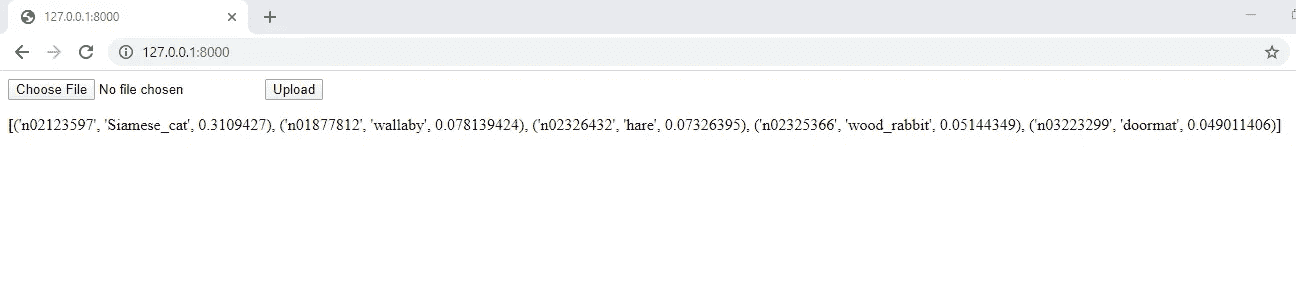 127.0.0.1:8000
127.0.0.1:8000
Choose File No file chosen Upload
[('n02123597', 'Siamese_cat', 0.3109427), ('n01877812', 'wallaby', 0.078139424), ('n02326432', 'hare', 0.07326395), ('n02325366', 'wood_rabbit', 0.05144349), ('n03223299', 'doormat', 0.049011406)]